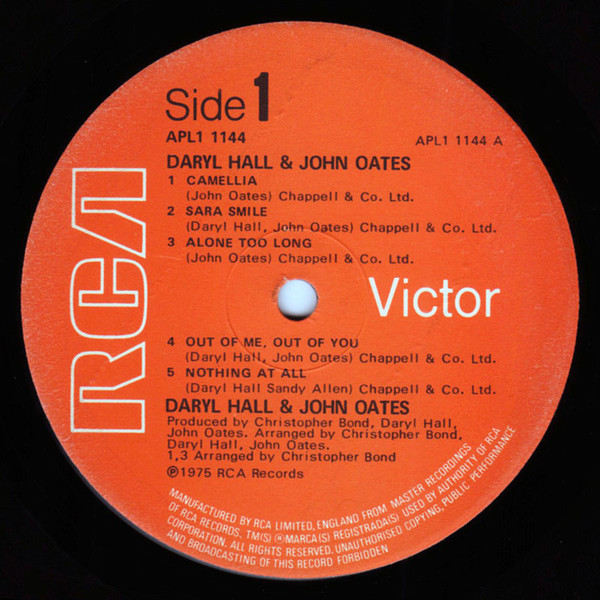 Side 1
APL1 1144
APL1 1144 A
DARYL HALL & JOHN OATES
1 CAMELLIA
(John Oates) Chappell & Co. Ltd.
2 SARA SMILE
(Daryl Hall, John Oates) Chappell & Co. Ltd.
3 ALONE TOO LONG
(John Oates) Chappell & Co. Ltd.
RCA
Victor
4 OUT OF ME, OUT OF YOU
(Daryl Hall, John Oates) Chappell & Co. Ltd.
5 NOTHING AT ALL
(Daryl Hall Sandy Allen) Chappell & Co. Ltd.
DARYL HALL & JOHN OATES
Produced by Christopher Bond, Daryl Hall,
John Oates. Arranged by Christopher Bond,
Daryl Hall, John Oates.
1,3 Arranged by Christopher Bond
℗1975 RCA Records
MANUFACTURED BY RCA LIMITED, ENGLAND FROM MASTER RECORDINGS
OF RCA RECORDS, TM(S) ®MARCA(S) REGISTRADA(S) USED BY AUTHORITY OF RCA
CORPORATION. ALL RIGHTS RESERVED. UNAUTHORISED COPYING, PUBLIC PERFORMANCE
AND BROADCASTING OF THIS RECORD FORBIDDEN